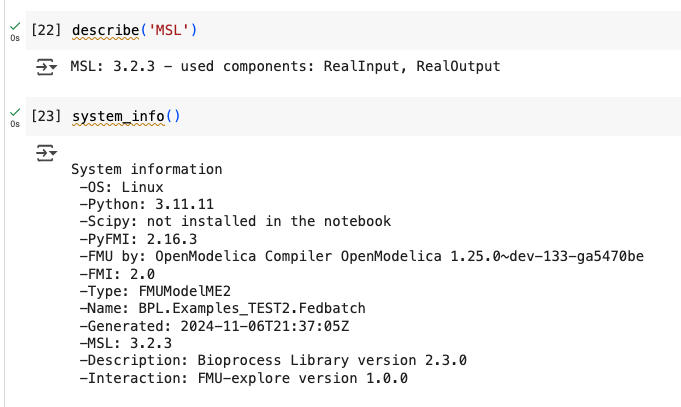 [22] describe('MSL')
0s
MSL: 3.2.3 – used components: RealInput, RealOutput
[23] system_info()
0s
System information
–OS: Linux
–Python: 3.11.11
–Scipy: not installed in the notebook
–PyFMI: 2.16.3
–FMU by: OpenModelica Compiler OpenModelica 1.25.0~dev-133-ga5470be
–FMI: 2.0
–Type: FMUModelME2
–Name: BPL.Examples_TEST2.Fedbatch
–Generated: 2024-11-06T21:37:05Z
–MSL: 3.2.3
–Description: Bioprocess Library version 2.3.0
–Interaction: FMU-explore version 1.0.0